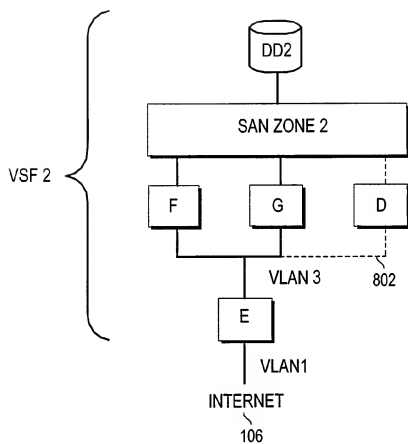 DD2
SAN ZONE 2
VSF 2
F
G
D
VLAN 3
802
E
VLAN1
INTERNET
106